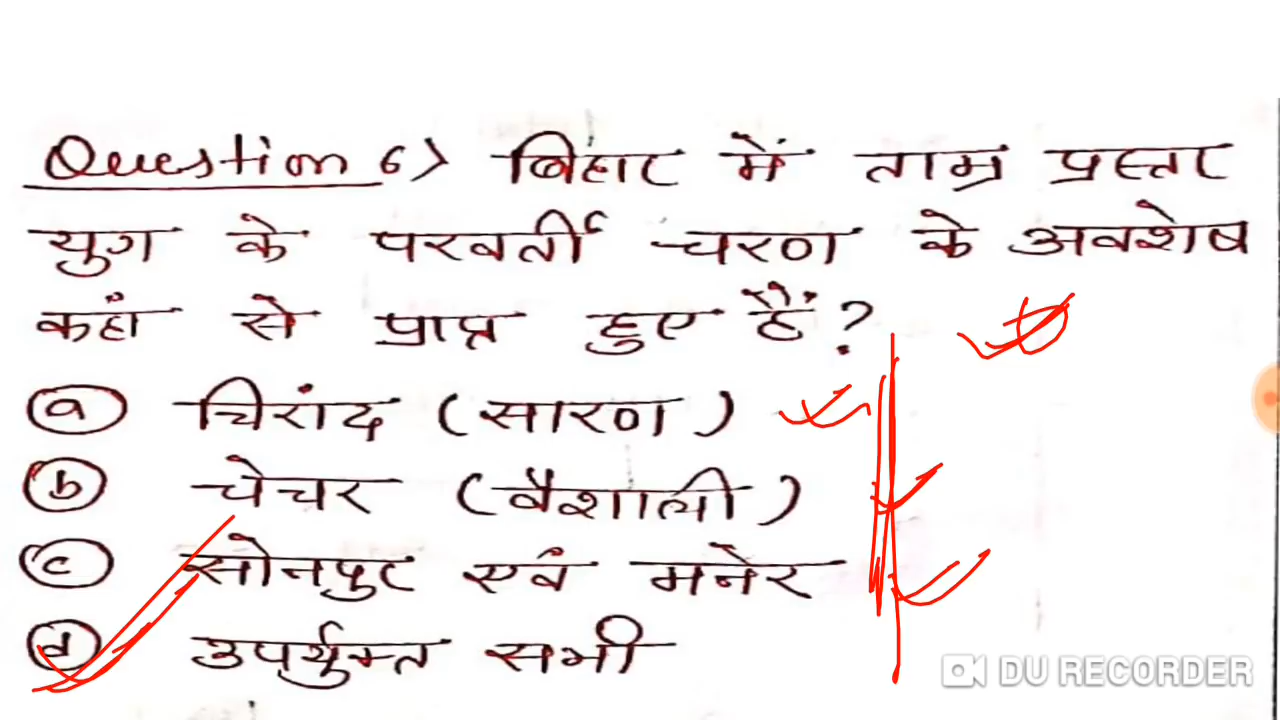 Question 6) बिहार में ताम्र प्रस्तर
युग के परवर्ती चरण के अवशेष
कहां से प्राप्त हुए हैं?
(a) चिरांद (सारण)
(b) चेचर (वैशाली)
(c) सोनपुर एवं मनेर
(d) उपर्युक्त सभी
DU RECORDER